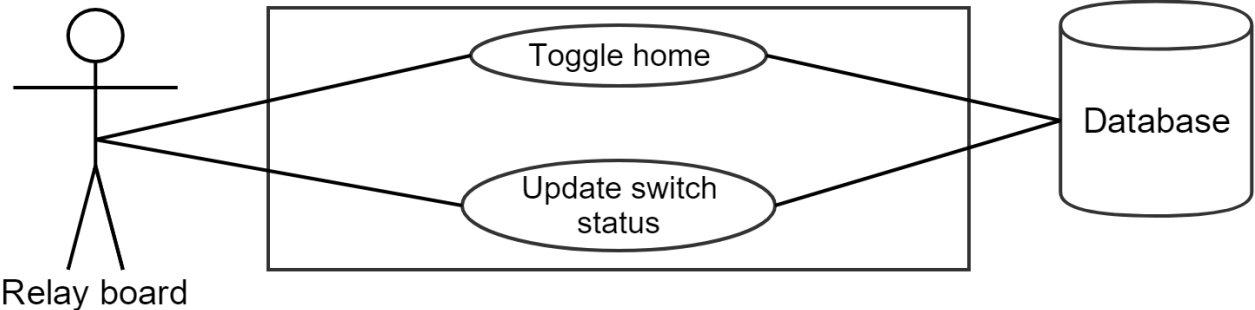 Toggle home
Database
Update switch
status
Relay board